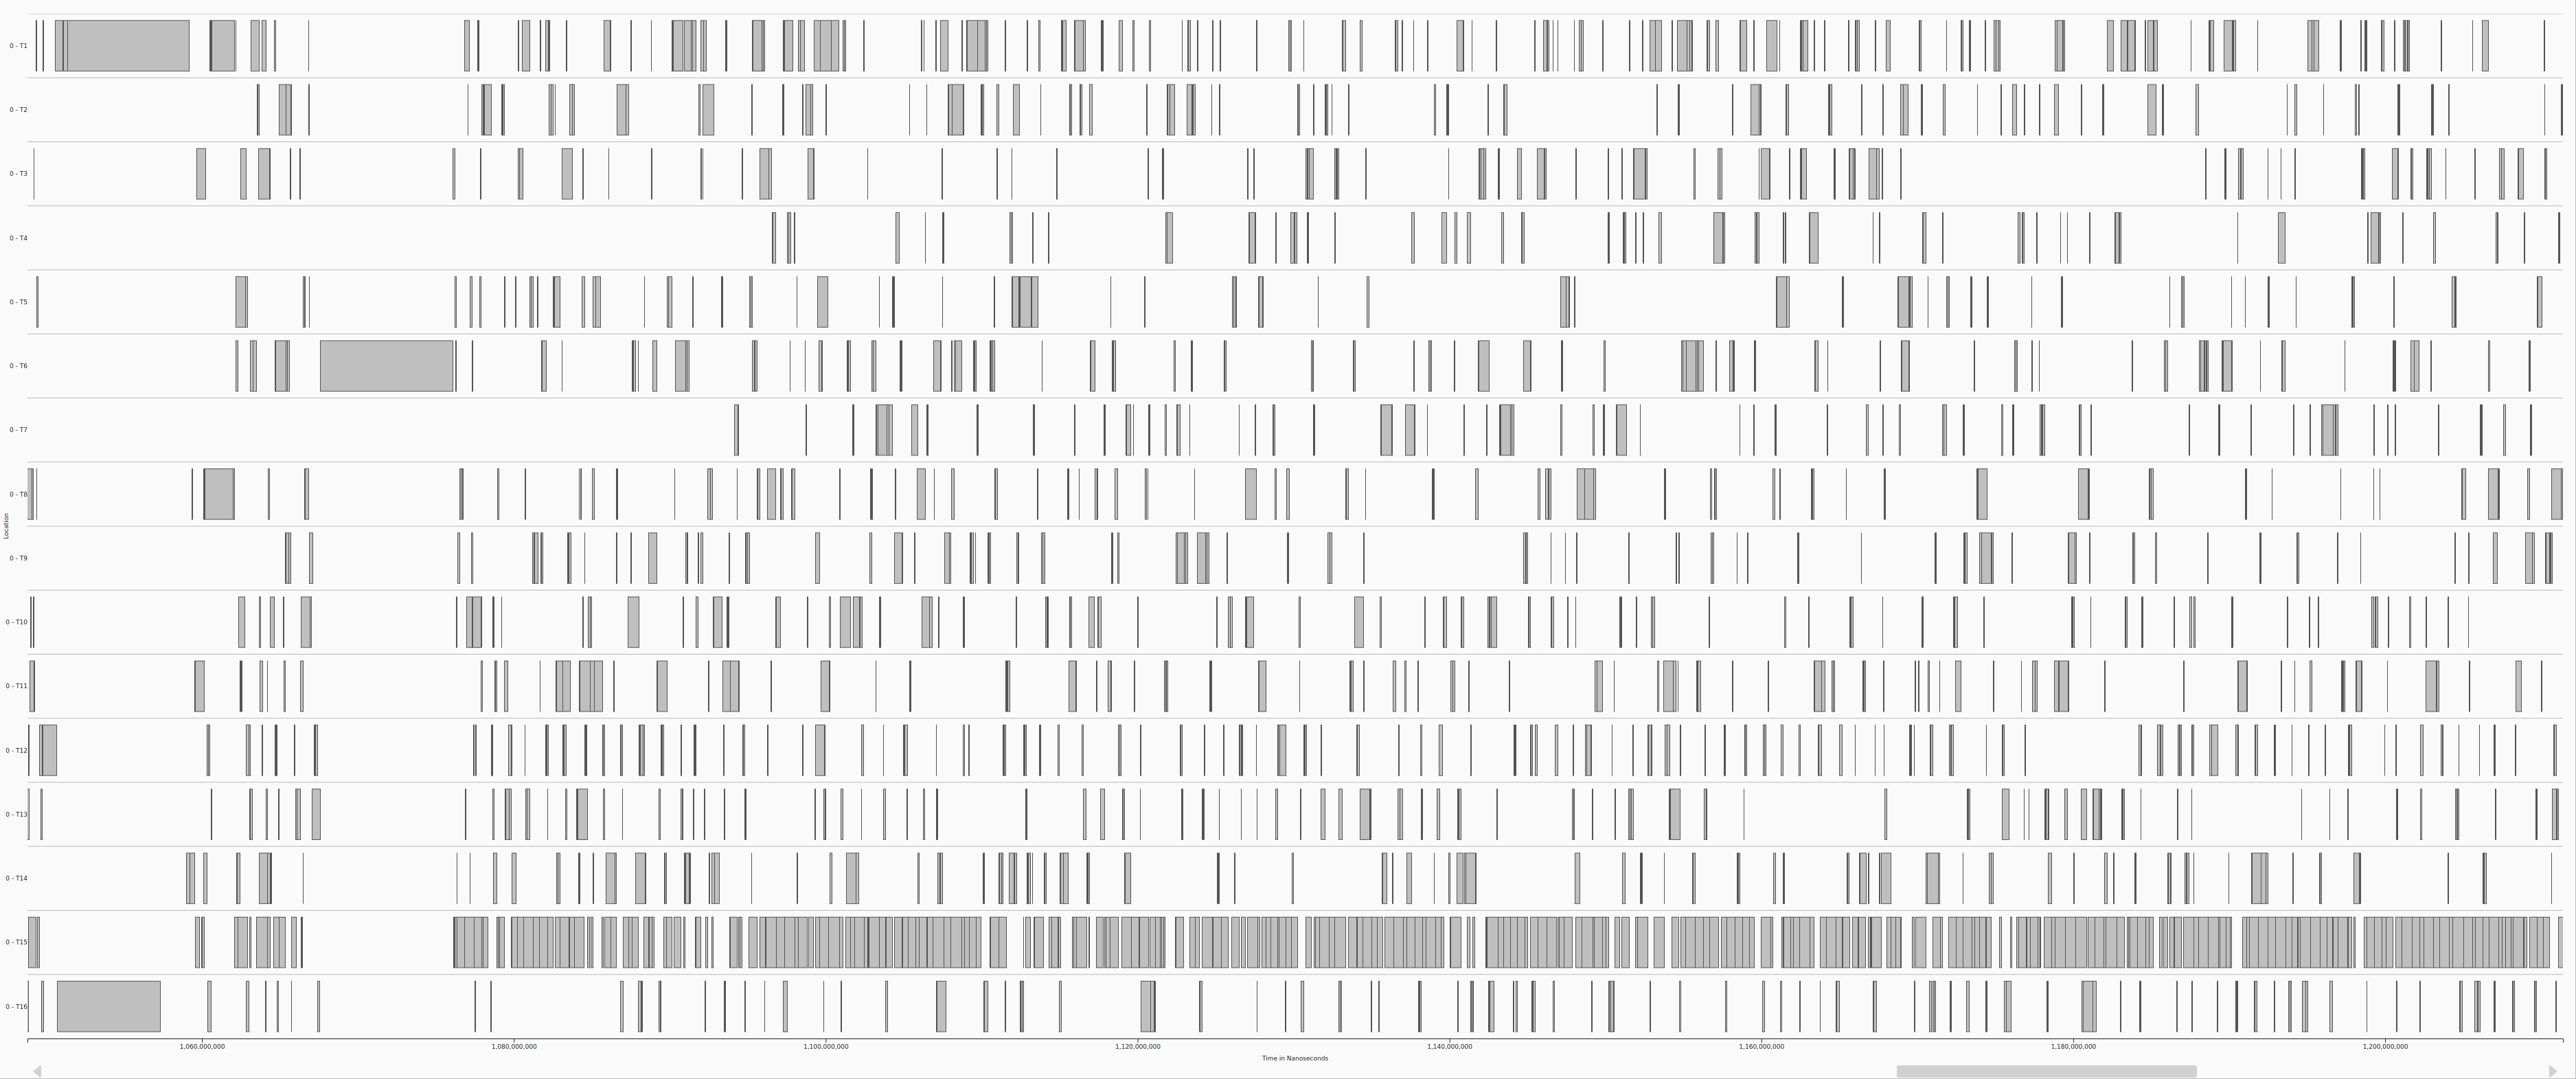 0 - T1
0 - T2
0 - T3
0 - T4
0 - T5
0 - T6
0 - T7
0 - T8
Location
0 - T9
0 - T10
0 - T11
0 - T12
0 - T13
0 - T14
0 - T15
0 - T16
1,060,000,000 1,080,000,000 1,100,000,000 1,120,000,000 1,140,000,000 1,160,000,000 1,180,000,000 1,200,000,000
Time in Nanoseconds